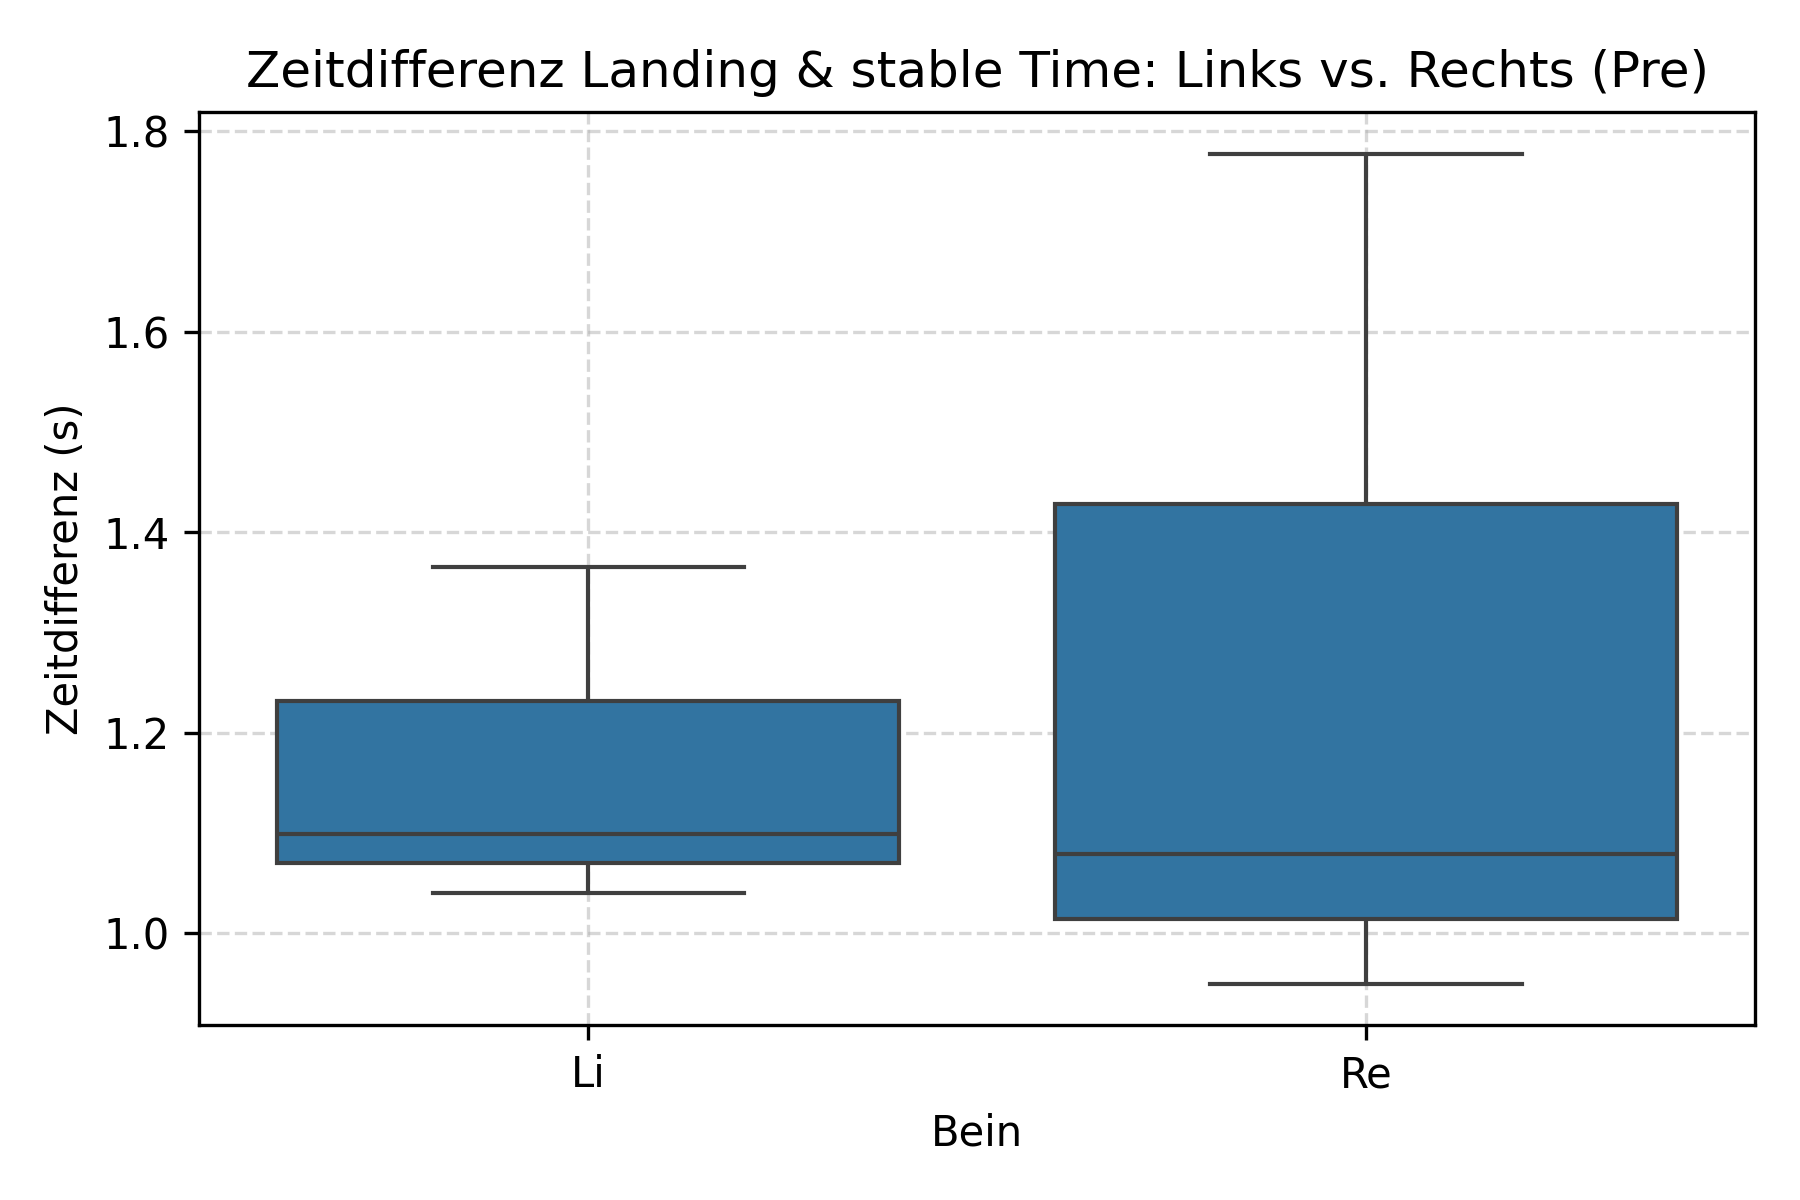 Zeitdifferenz Landing & stable Time: Links vs. Rechts (Pre)
Zeitdifferenz (s)
1.8
1.6
1.4
1.2
1.0
Li
Re
Bein